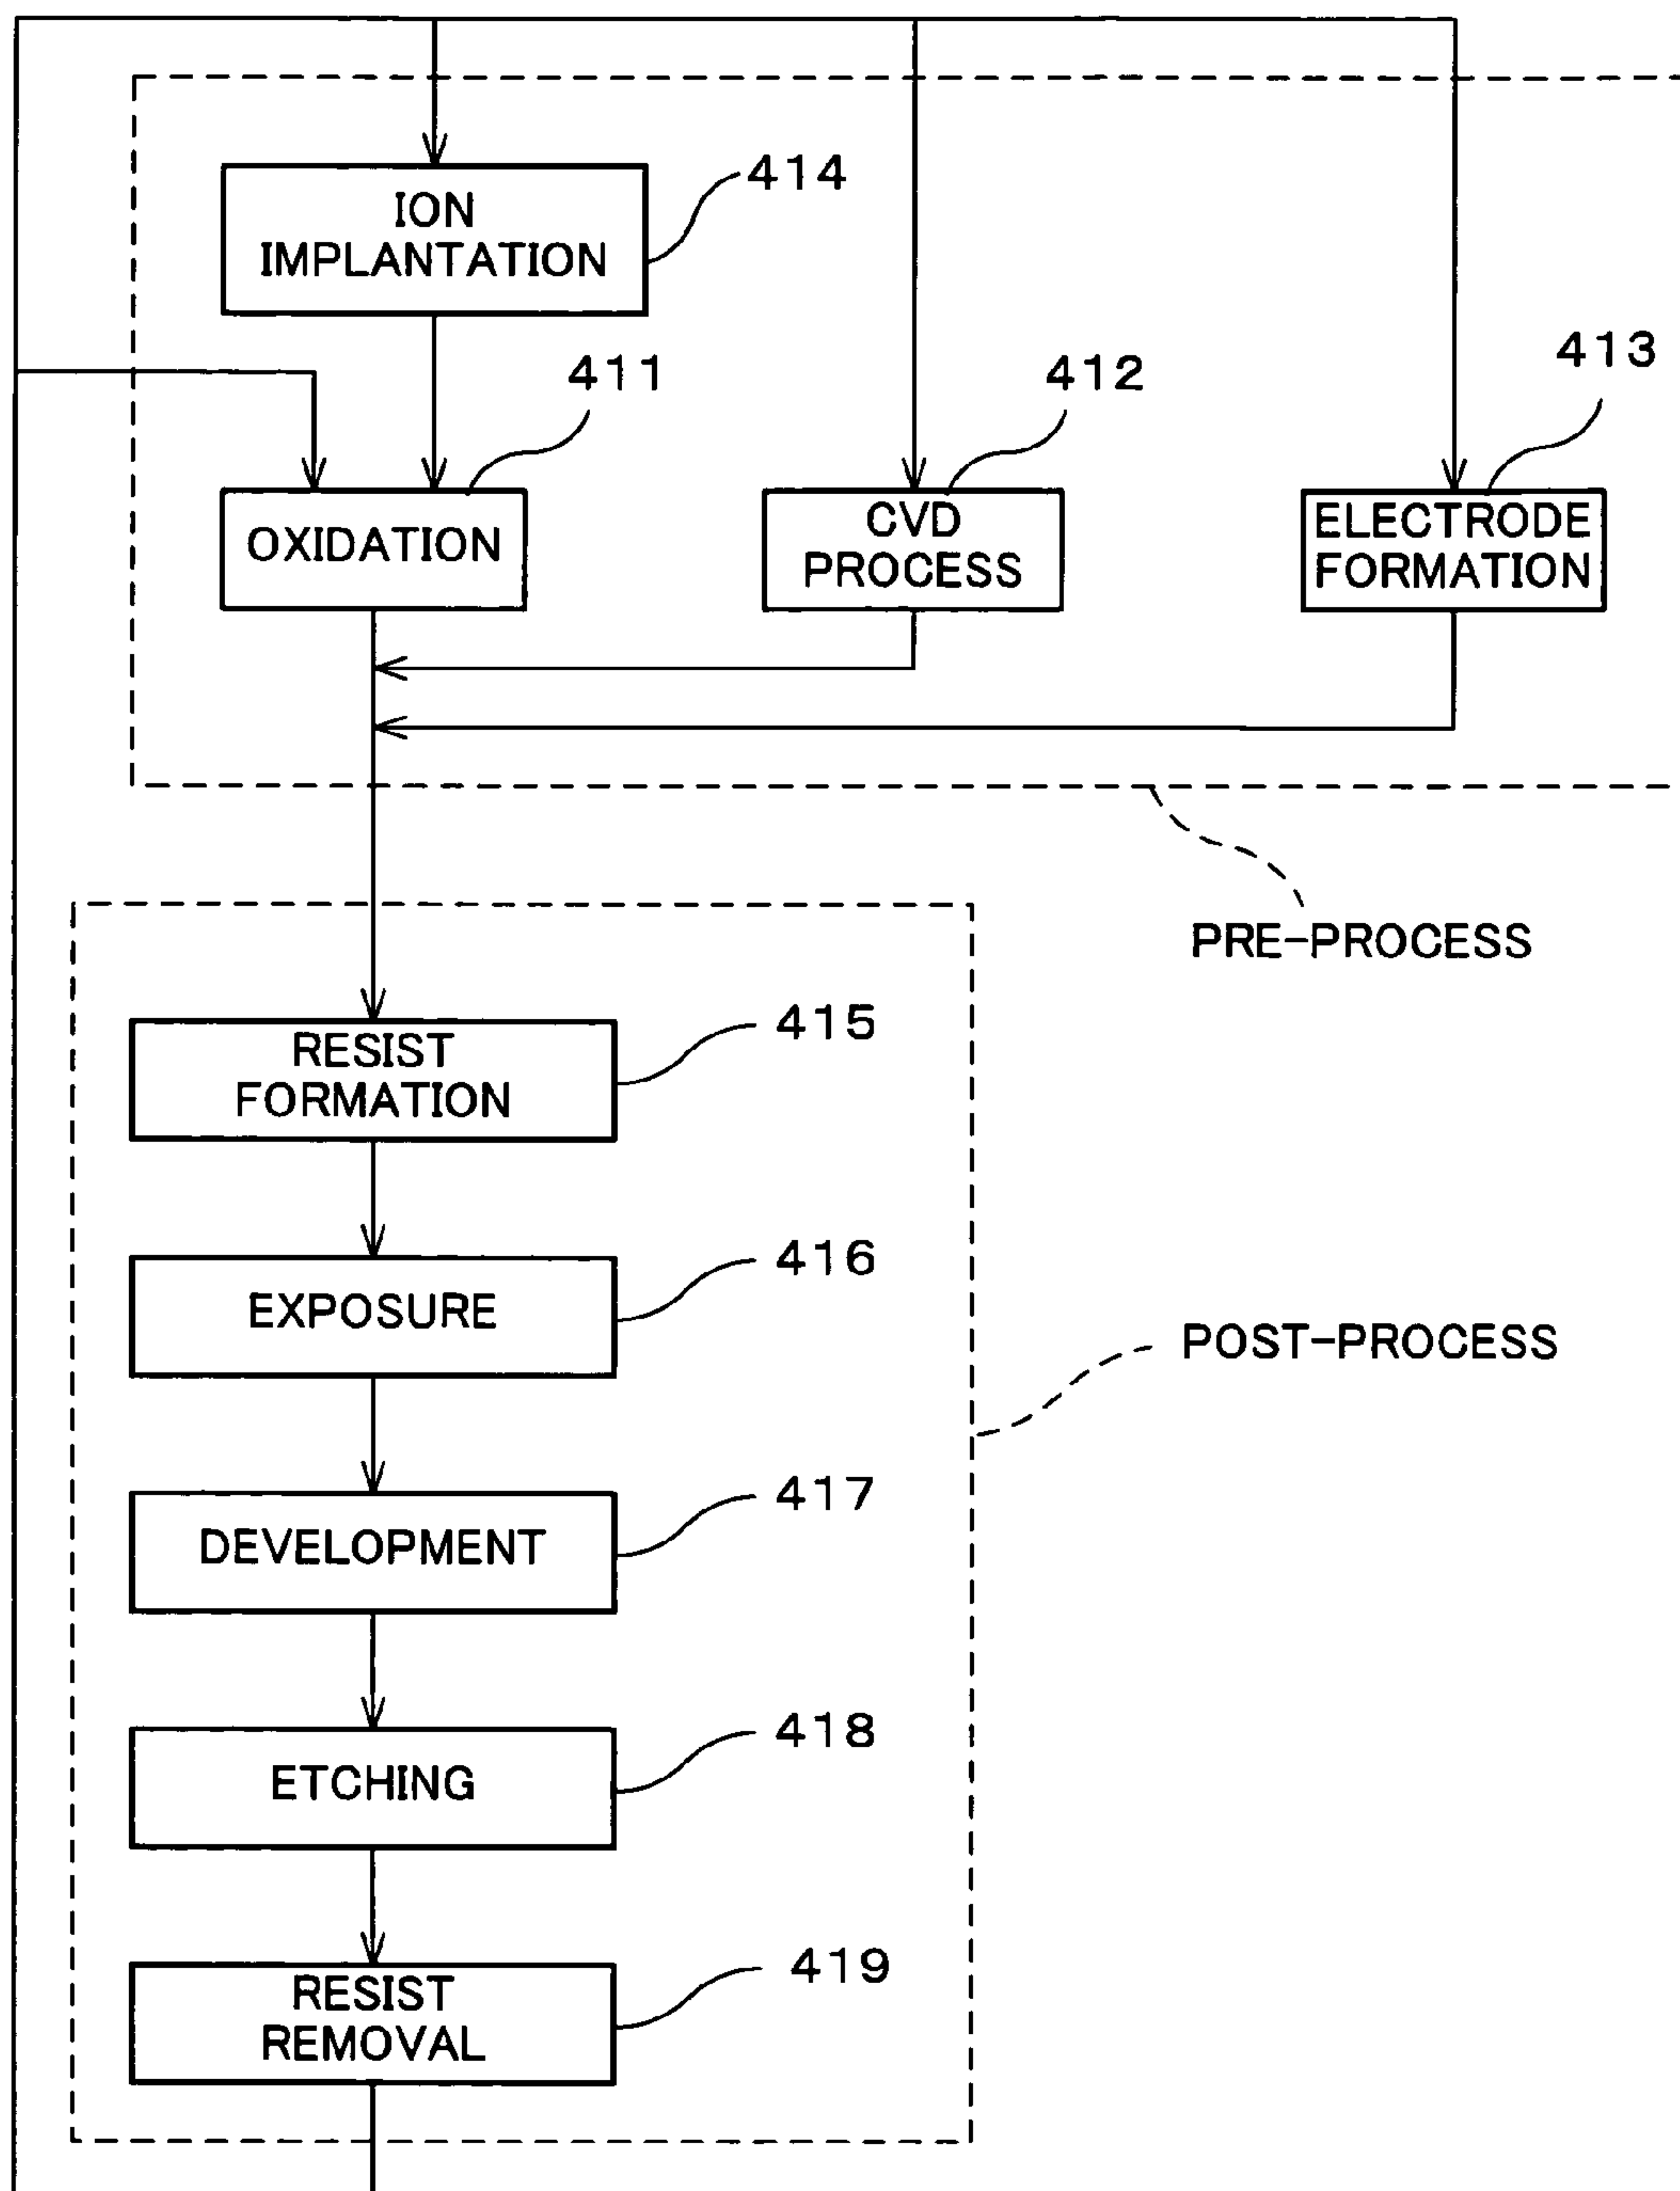 414
ION
IMPLANTATION
411
412
413
OXIDATION
CVD
PROCESS
ELECTRODE
FORMATION
PRE-PROCESS
415
RESIST
FORMATION
416
EXPOSURE
POST-PROCESS
417
DEVELOPMENT
418
ETCHING
419
RESIST
REMOVAL